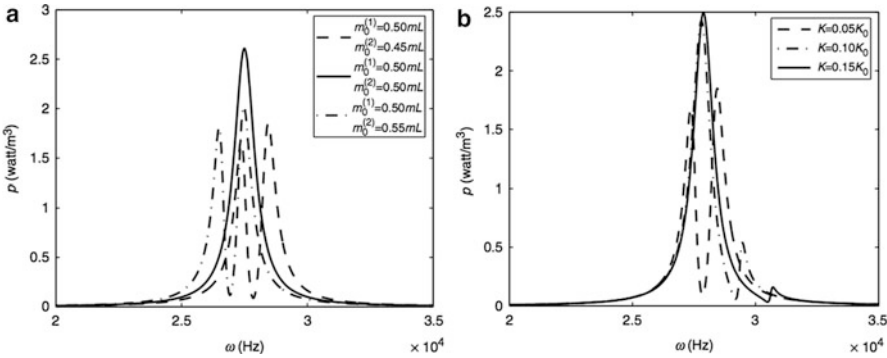 a
3
2.5
2
1.5
1
0.5
0
p (watt/m³)
2
2.5
3
3.5
ω (Hz)
× 10⁴
m₀⁽¹⁾=0.50mL
m₀⁽²⁾=0.45mL
m₀⁽¹⁾=0.50mL
m₀⁽²⁾=0.50mL
m₀⁽¹⁾=0.50mL
m₀⁽²⁾=0.55mL
b
2.5
2
1.5
1
0.5
0
p (watt/m³)
2
2.5
3
3.5
ω (Hz)
× 10⁴
K=0.05K₀
K=0.10K₀
K=0.15K₀